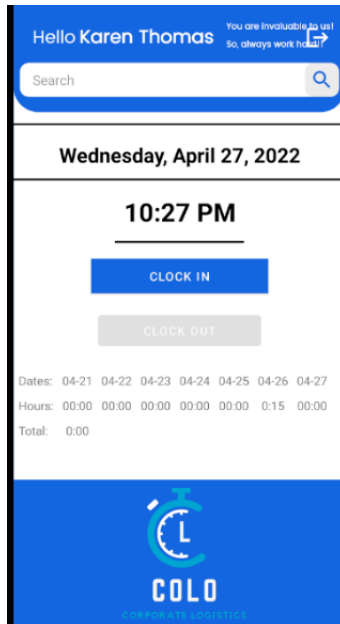 Hello Karen Thomas
You are Invaluable to us!
So, always work hard!!
Search
Wednesday, April 27, 2022
10:27 PM
CLOCK IN
CLOCK OUT
Dates: 04-21 04-22 04-23 04-24 04-25 04-26 04-27
Hours: 00:00 00:00 00:00 00:00 00:00 0:15 00:00
Total: 0:00
L
COLO
CORPORATE LOGISTICS